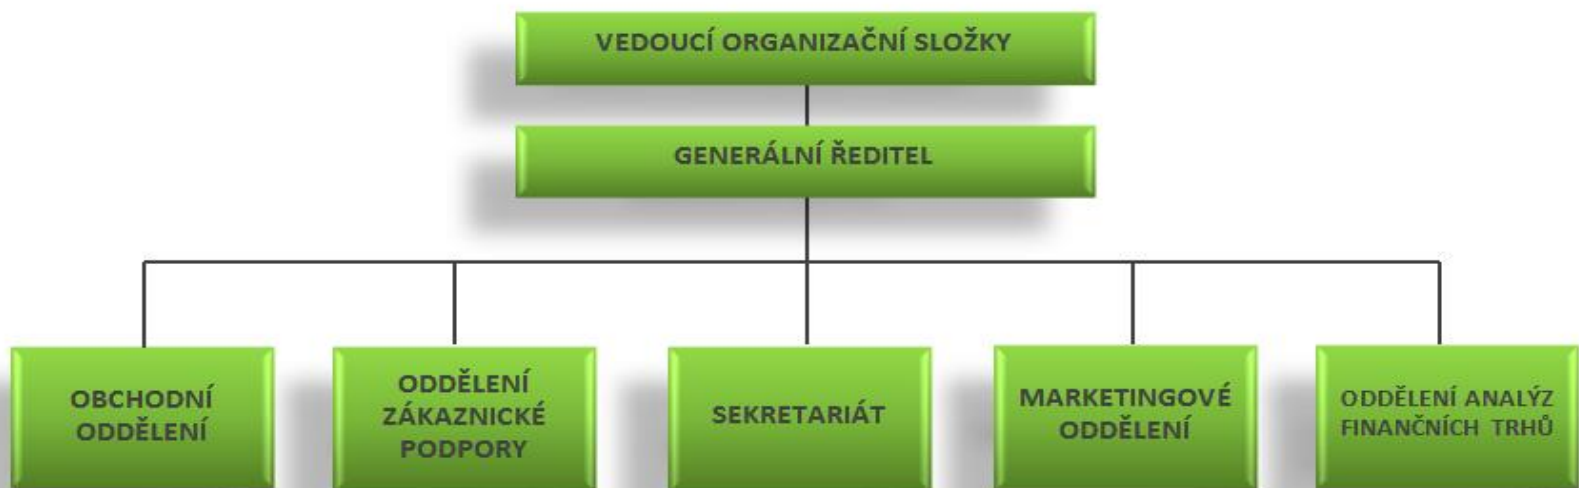 VEDOUCÍ ORGANIZAČNÍ SLOŽKY
GENERÁLNÍ ŘEDITEL
OBCHODNÍ
ODDĚLENÍ
ODDĚLENÍ
ZÁKAZNICKÉ
PODPORY
SEKRETARIÁT
MARKETINGOVÉ
ODDĚLENÍ
ODDĚLENÍ ANALÝZ
FINANČNÍCH TRHŮ